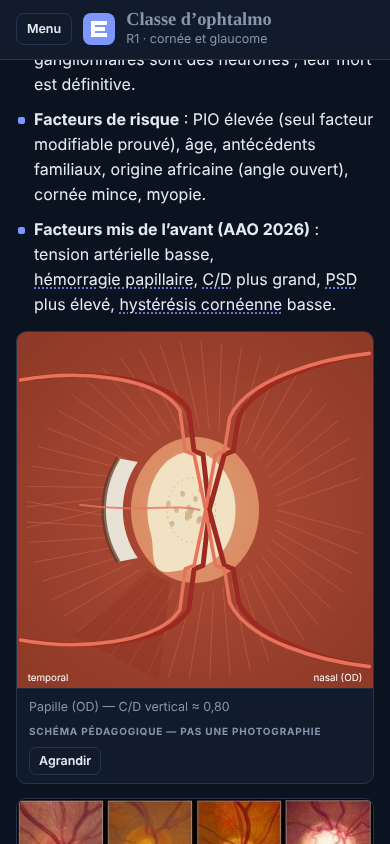 Menu
Classe d’ophtalmo
R1 · cornée et glaucome
ganglionnaires sont des neurones ; leur mort
est définitive.
Facteurs de risque : PIO élevée (seul facteur
modifiable prouvé), âge, antécédents
familiaux, origine africaine (angle ouvert),
cornée mince, myopie.
Facteurs mis de l’avant (AAO 2026) :
tension artérielle basse,
hémorragie papillaire, C/D plus grand, PSD
plus élevé, hystérésis cornéenne basse.
temporal
nasal (OD)
Papille (OD) — C/D vertical ≈ 0,80
SCHÉMA PÉDAGOGIQUE — PAS UNE PHOTOGRAPHIE
Agrandir